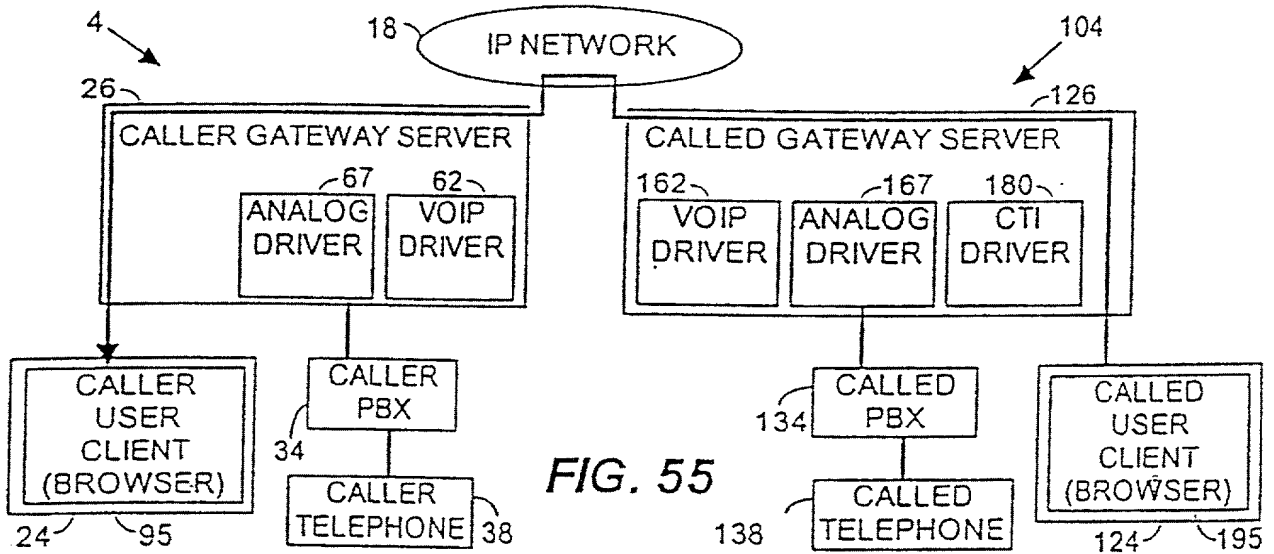 4
18
IP NETWORK
104
26
126
CALLER GATEWAY SERVER
67
62
ANALOG
DRIVER
VOIP
DRIVER
CALLED GATEWAY SERVER
162
167
180
VOIP
DRIVER
ANALOG
DRIVER
CTI
DRIVER
CALLER
USER
CLIENT
(BROWSER)
24
95
CALLER
PBX
34
CALLER
TELEPHONE
38
FIG. 55
CALLED
PBX
134
CALLED
TELEPHONE
138
CALLED
USER
CLIENT
(BROWSER)
124
195